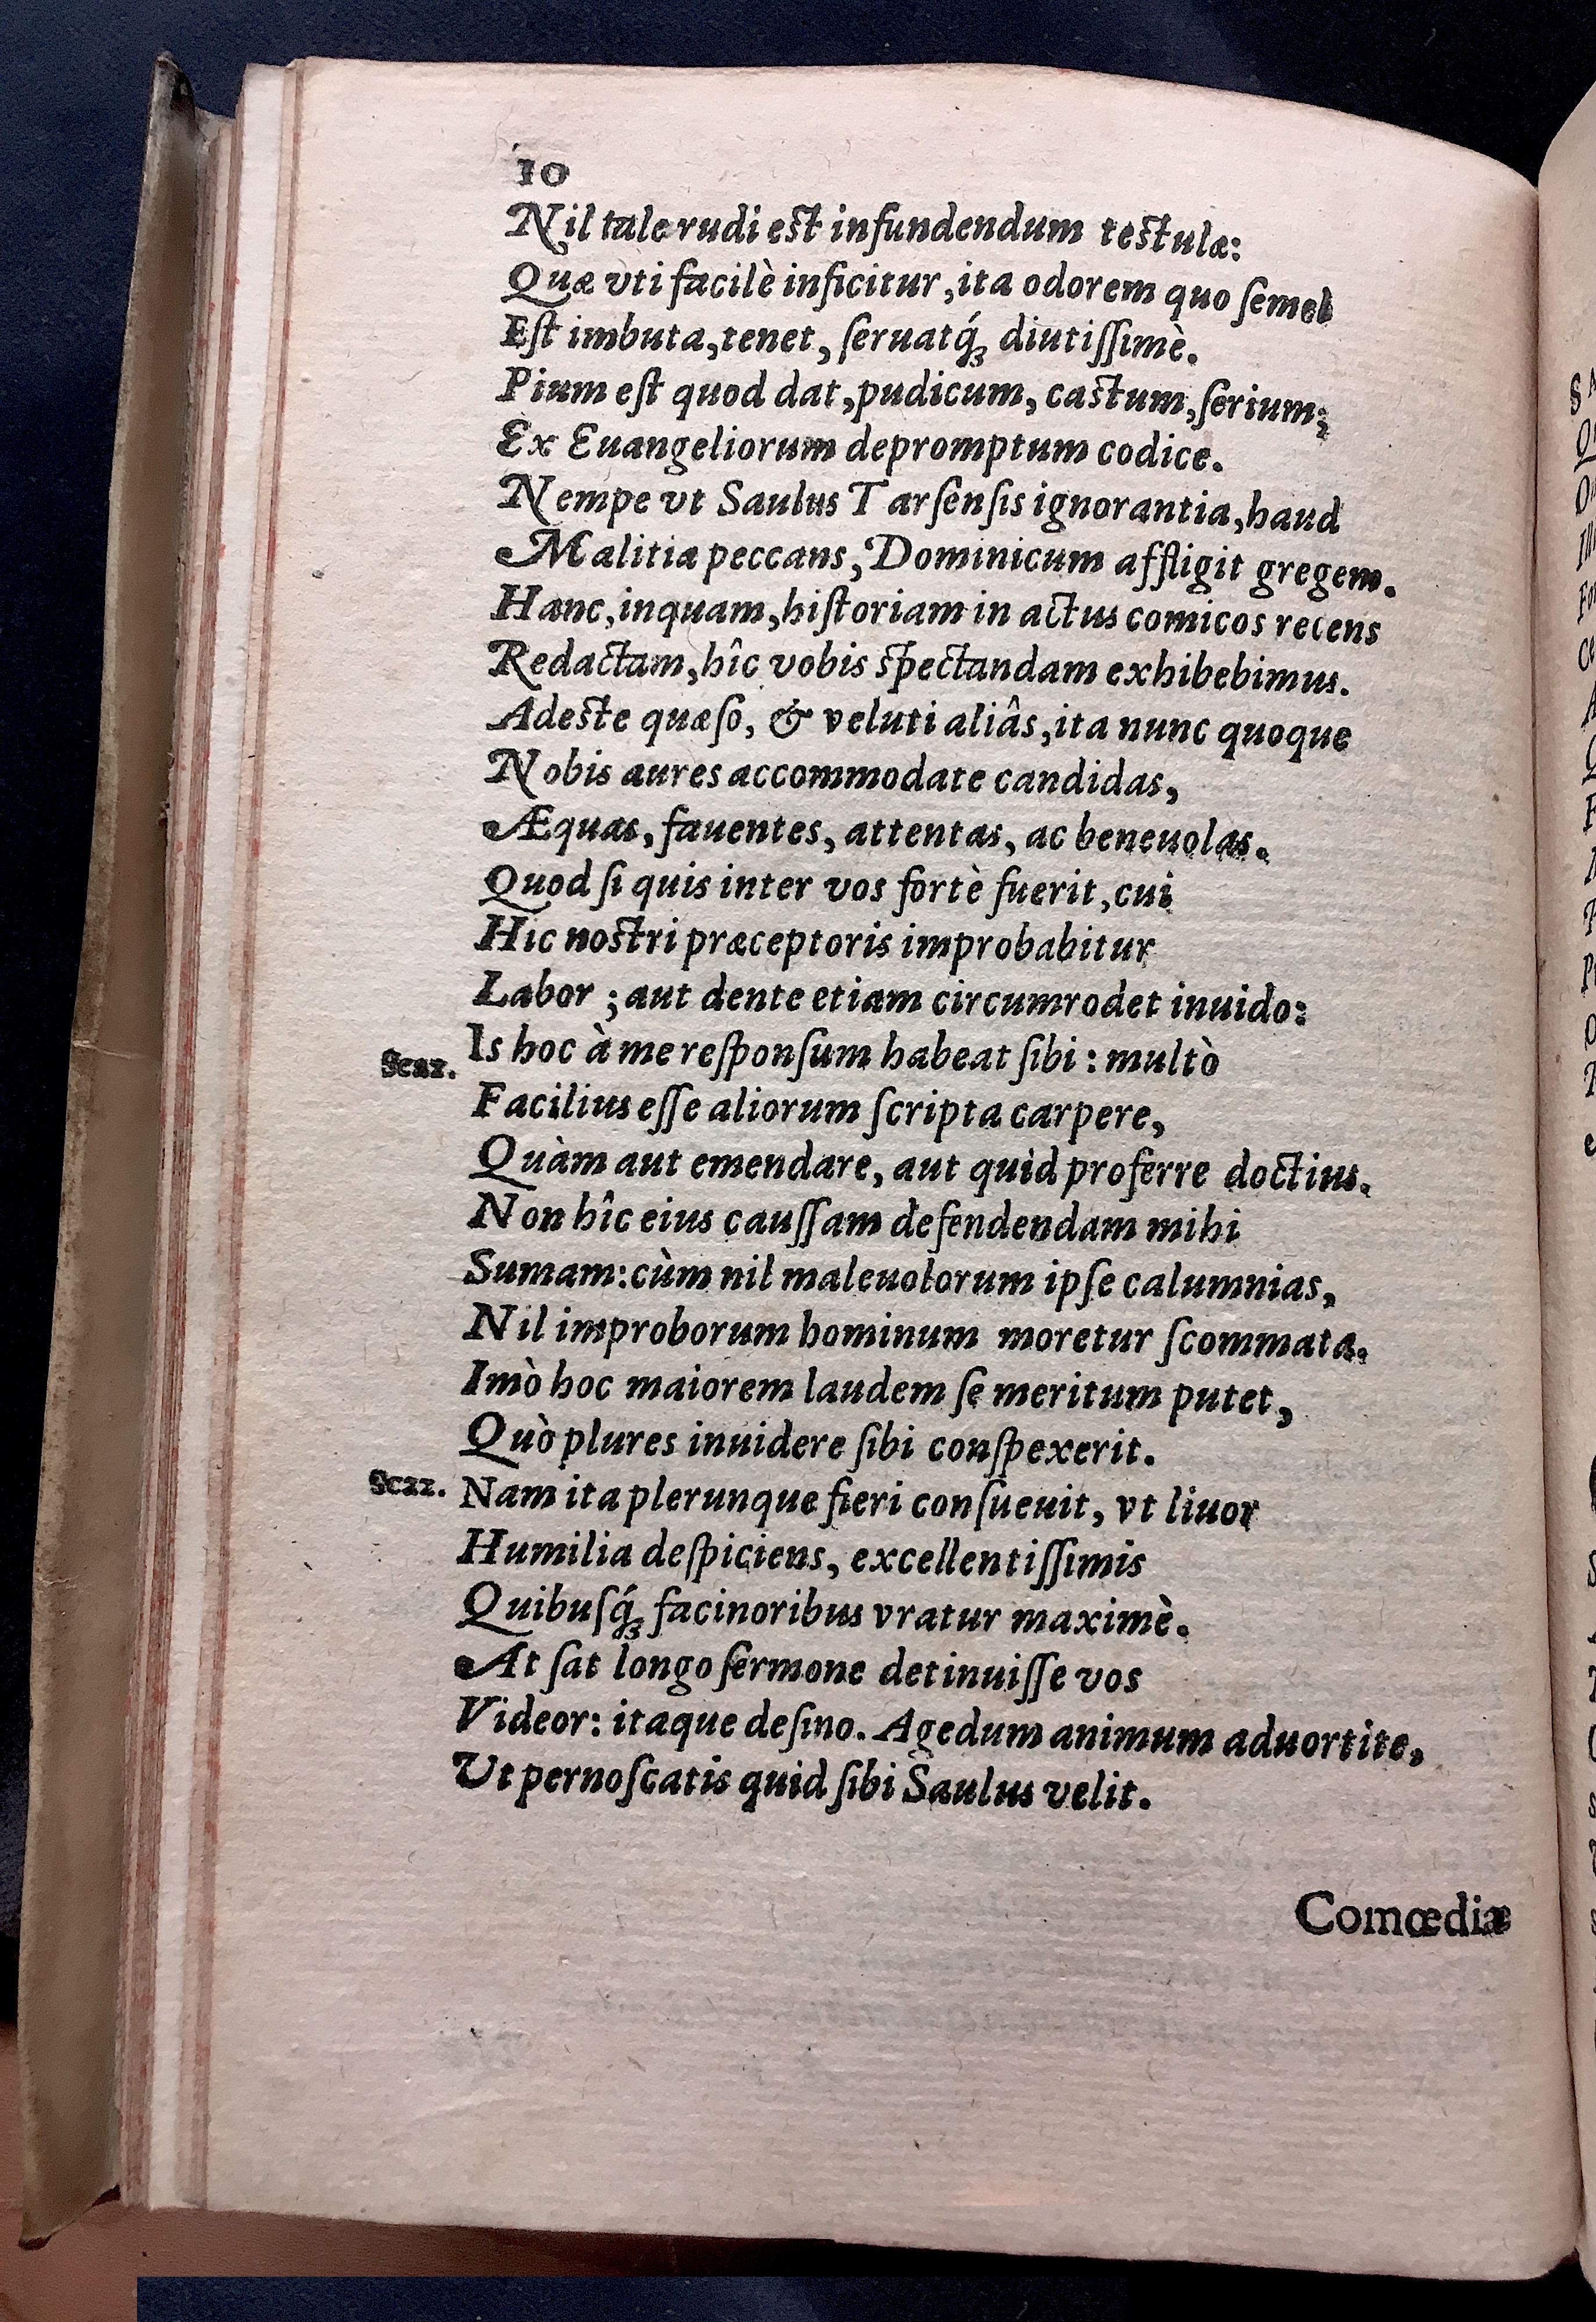 10
Nil tale rudi est infundendum testulæ:
Quæ vti facilè inficitur, ita odorem quo ſemel
Eſt imbuta, tenet, ſeruatq́ꝫ diutiſſimè.
Pium eſt quod dat, pudicum, castum, ſerium;
Ex Euangeliorum depromptum codice.
Nempe vt Saulus Tarſenſis ignorantia, haud
Malitia peccans, Dominicum affligit gregem.
Hanc, inquam, hiſtoriam in actus comicos recens
Redactam, hîc vobis spectandam exhibebimus.
Adeste quæſo, & veluti aliâs, ita nunc quoque
Nobis aures accommodate candidas,
Æquas, fauentes, attentas, ac beneuolas.
Quod ſi quis inter vos fortè fuerit, cui
Hic nostri præceptoris improbabitur
Labor ; aut dente etiam circumrodet inuido:
Scaz. Is hoc à me reſponſum habeat ſibi : multò
Facilius eſſe aliorum ſcripta carpere,
Quàm aut emendare, aut quid proferre doctius.
Non hîc eius cauſſam defendendam mihi
Sumam: cùm nil maleuolorum ipſe calumnias,
Nil improborum hominum moretur ſcommata.
Imò hoc maiorem laudem ſe meritum putet,
Quò plures inuidere ſibi conſpexerit.
Scaz. Nam ita plerunque fieri conſueuit, vt liuor
Humilia deſpiciens, excellentiſſimis
Quibuſq́ꝫ facinoribus vratur maximè.
At ſat longo ſermone detinuiſſe vos
Videor: itaque deſino. Agedum animum aduortite,
Ut pernoſcatis quid ſibi Saulus velit.
Comœdiæ